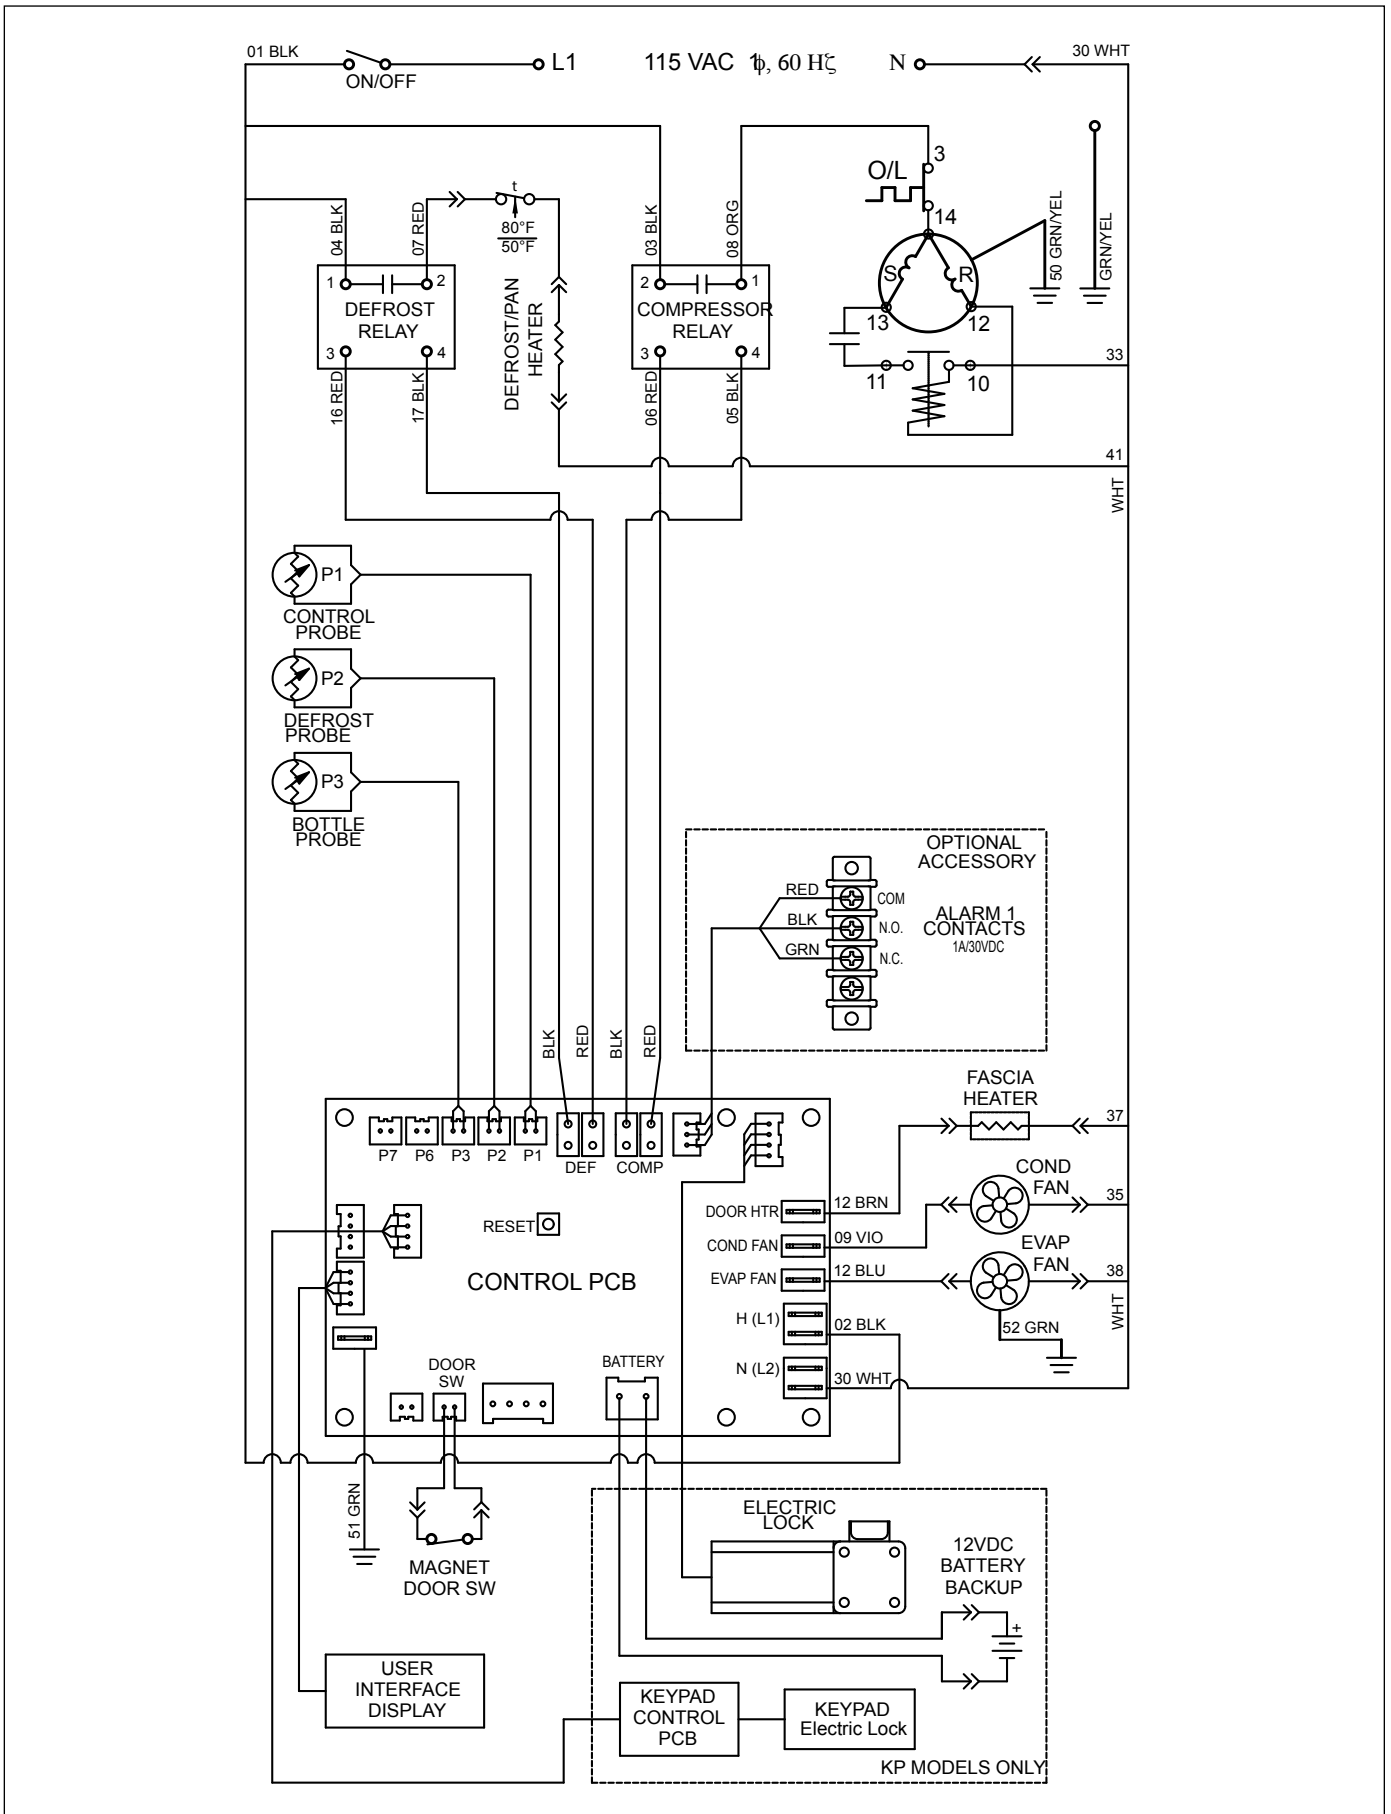 01 BLK
ON/OFF
L1
115 VAC 1ϕ, 60 Hζ
N
30 WHT
04 BLK
07 RED
t
80°F
50°F
03 BLK
08 ORG
O/L
3
14
50 GRN/YEL
GRN/YEL
1
2
DEFROST
RELAY
3
4
DEFROST/PAN
HEATER
2
1
COMPRESSOR
RELAY
3
4
S
R
13
12
11
10
33
16 RED
17 BLK
06 RED
05 BLK
41
WHT
P1
CONTROL
PROBE
P2
DEFROST
PROBE
P3
BOTTLE
PROBE
OPTIONAL
ACCESSORY
RED
COM
BLK
N.O.
GRN
N.C.
ALARM 1
CONTACTS
1A/30VDC
BLK
RED
BLK
RED
FASCIA
HEATER
37
P7
P6
P3
P2
P1
DEF
COMP
COND
FAN
35
DOOR HTR
12 BRN
RESET
COND FAN
09 VIO
EVAP
FAN
38
CONTROL PCB
EVAP FAN
12 BLU
WHT
H (L1)
02 BLK
52 GRN
DOOR
SW
BATTERY
N (L2)
30 WHT
51 GRN
MAGNET
DOOR SW
ELECTRIC
LOCK
12VDC
BATTERY
BACKUP
+
USER
INTERFACE
DISPLAY
KEYPAD
CONTROL
PCB
KEYPAD
Electric Lock
KP MODELS ONLY